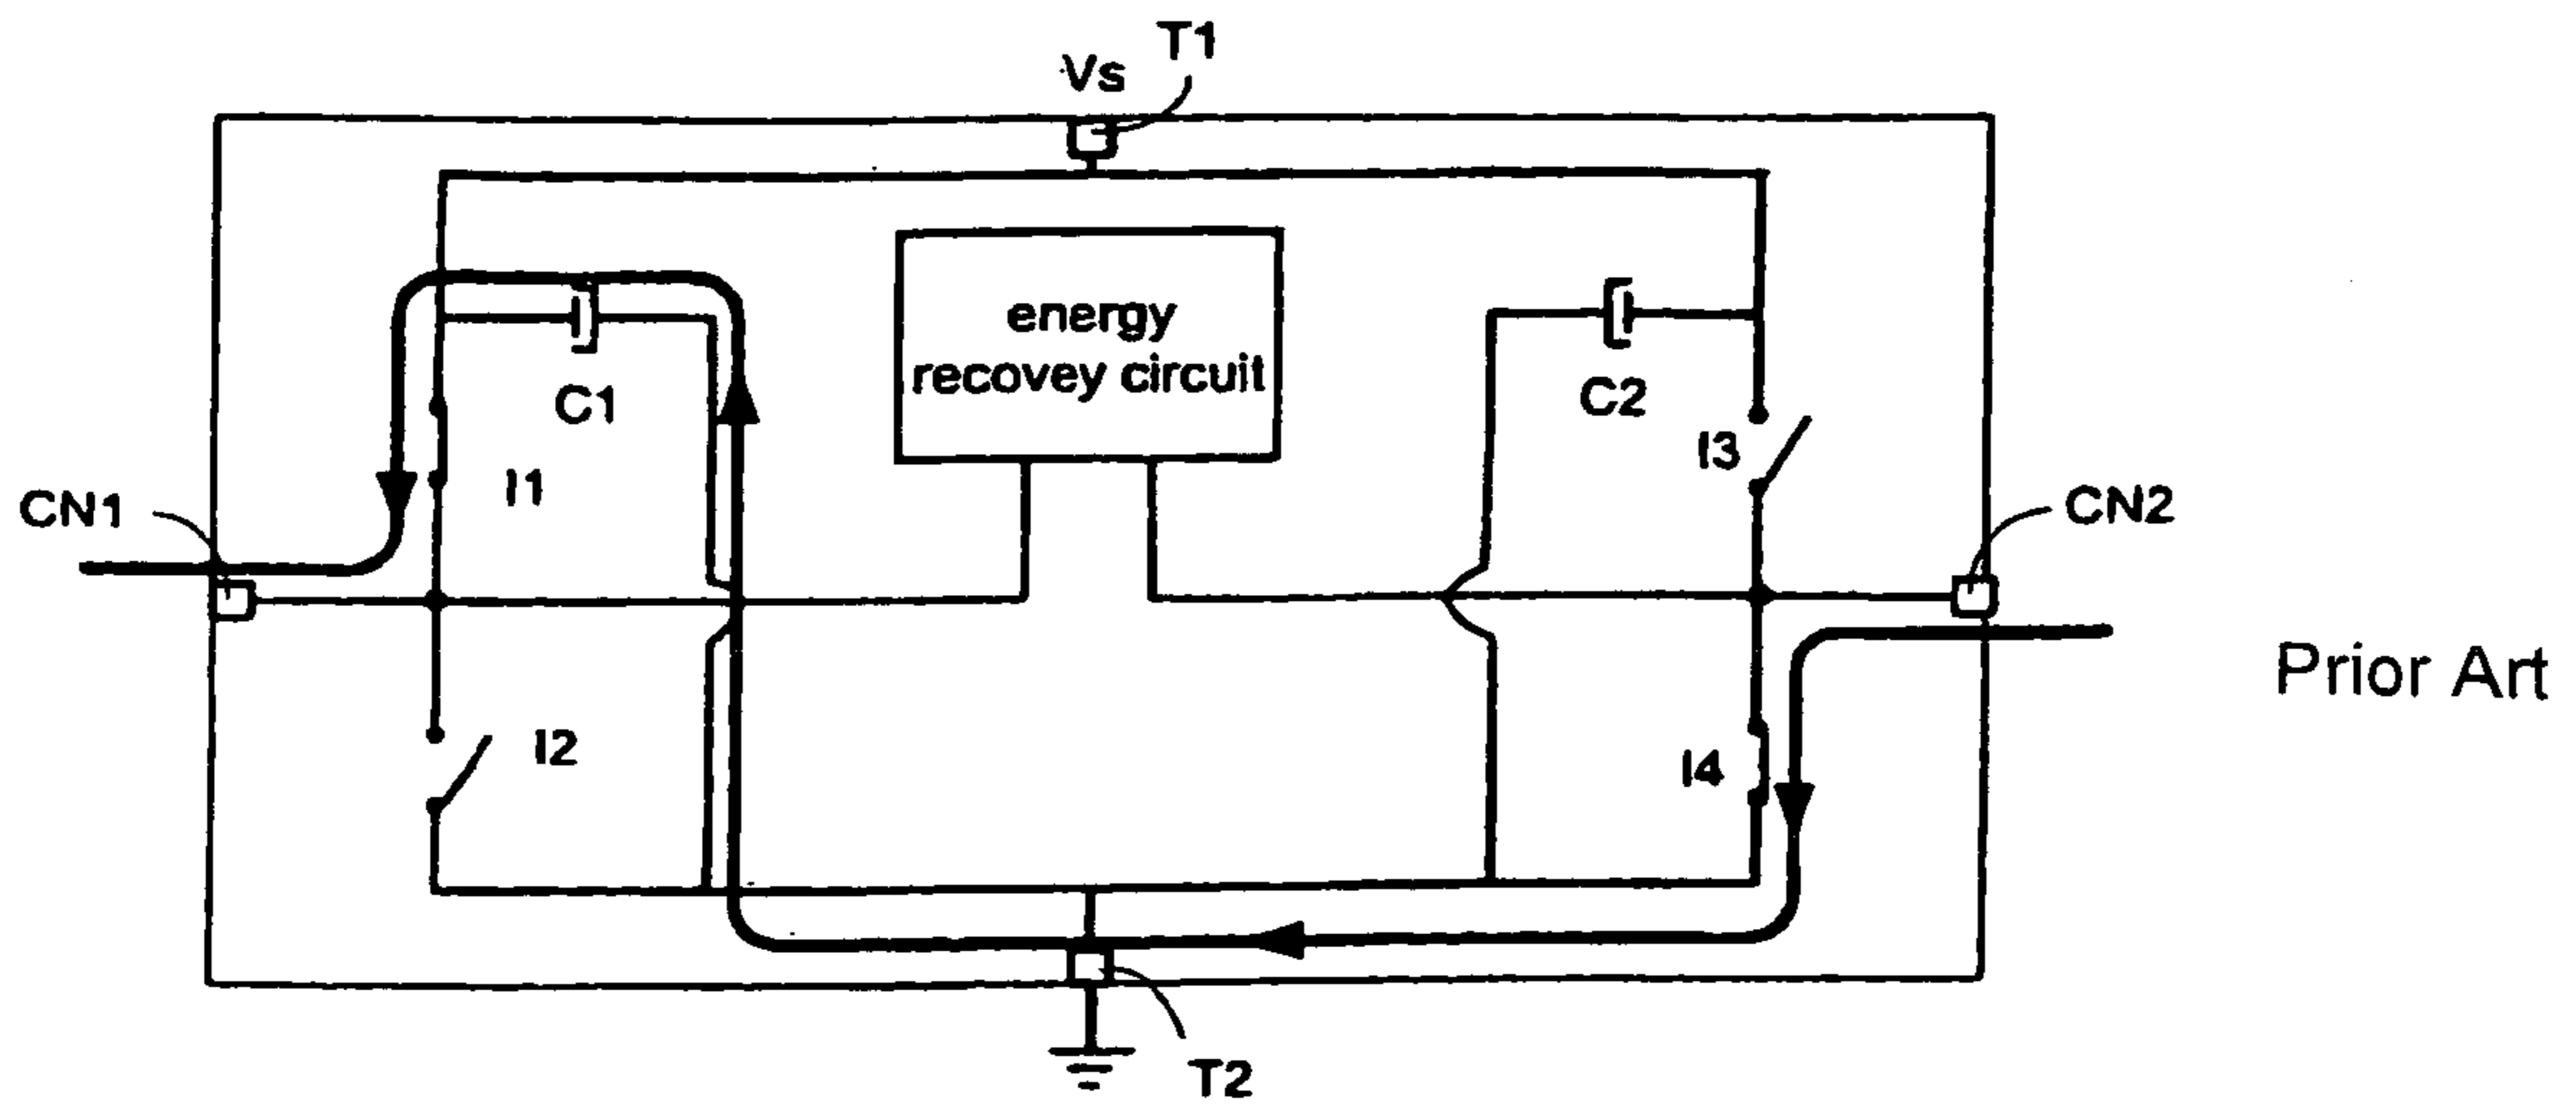 T1
Vs
energy
recovey circuit
C1
C2
I3
I1
CN1
CN2
Prior Art
I2
I4
T2